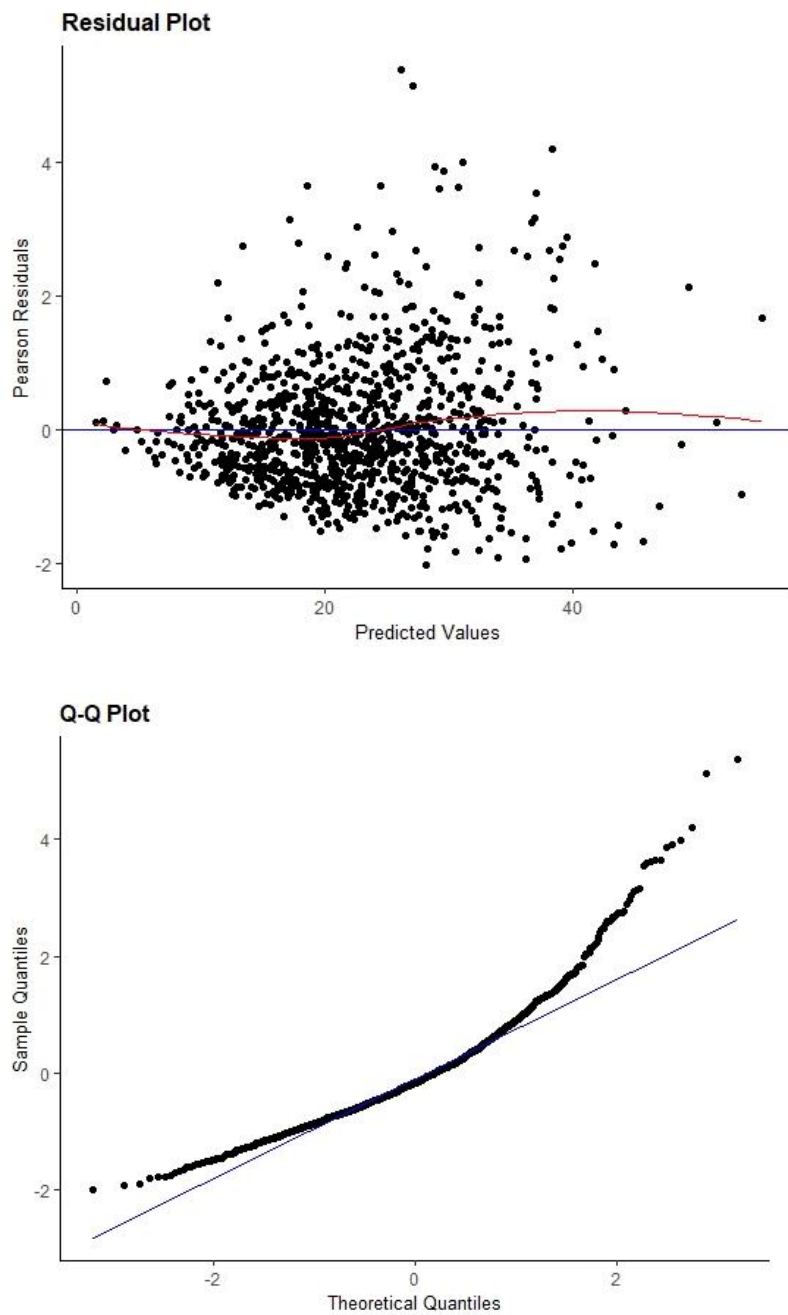 Residual Plot
4
2
0
-2
Pearson Residuals
0 20 40
Predicted Values
Q-Q Plot
4
2
0
-2
Sample Quantiles
-2 0 2
Theoretical Quantiles